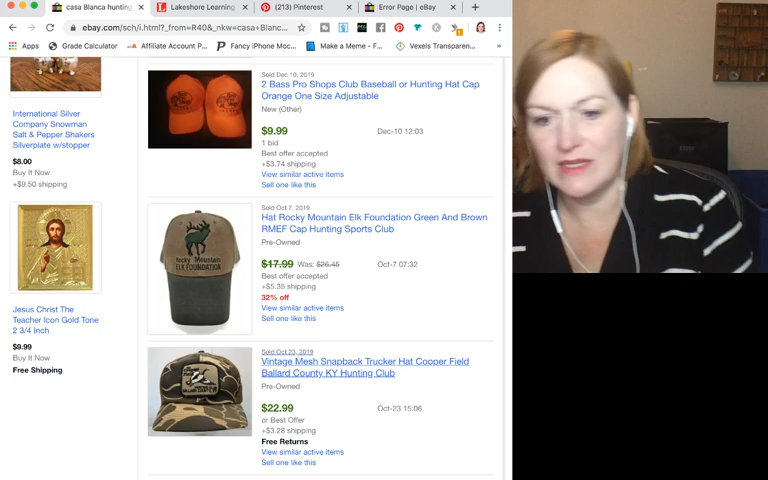 casa Blanca hunting
Lakeshore Learning
(213) Pinterest
Error Page | eBay
ebay.com/sch/i.html?_from=R40&_nkw=casa+Blanc...
Apps
Grade Calculator
Affiliate Account P...
Fancy iPhone Moc...
Make a Meme - F...
Vexels Transparen...
International Silver
Company Snowman
Salt & Pepper Shakers
Silverplate w/stopper
$8.00
Buy It Now
+$9.50 shipping
Jesus Christ The
Teacher Icon Gold Tone
2 3/4 Inch
$9.99
Buy It Now
Free Shipping
Sold Dec 10, 2019
2 Bass Pro Shops Club Baseball or Hunting Hat Cap
Orange One Size Adjustable
New (Other)
$9.99
Dec-10 12:03
1 bid
Best offer accepted
+$3.74 shipping
View similar active items
Sell one like this
Rocky Mountain
ELK FOUNDATION
Sold Oct 7, 2019
Hat Rocky Mountain Elk Foundation Green And Brown
RMEF Cap Hunting Sports Club
Pre-Owned
$17.99 Was: $26.45
Oct-7 07:32
Best offer accepted
+$5.35 shipping
32% off
View similar active items
Sell one like this
Sold Oct 23, 2019
Vintage Mesh Snapback Trucker Hat Cooper Field
Ballard County KY Hunting Club
Pre-Owned
$22.99
Oct-23 15:06
or Best Offer
+$3.28 shipping
Free Returns
View similar active items
Sell one like this